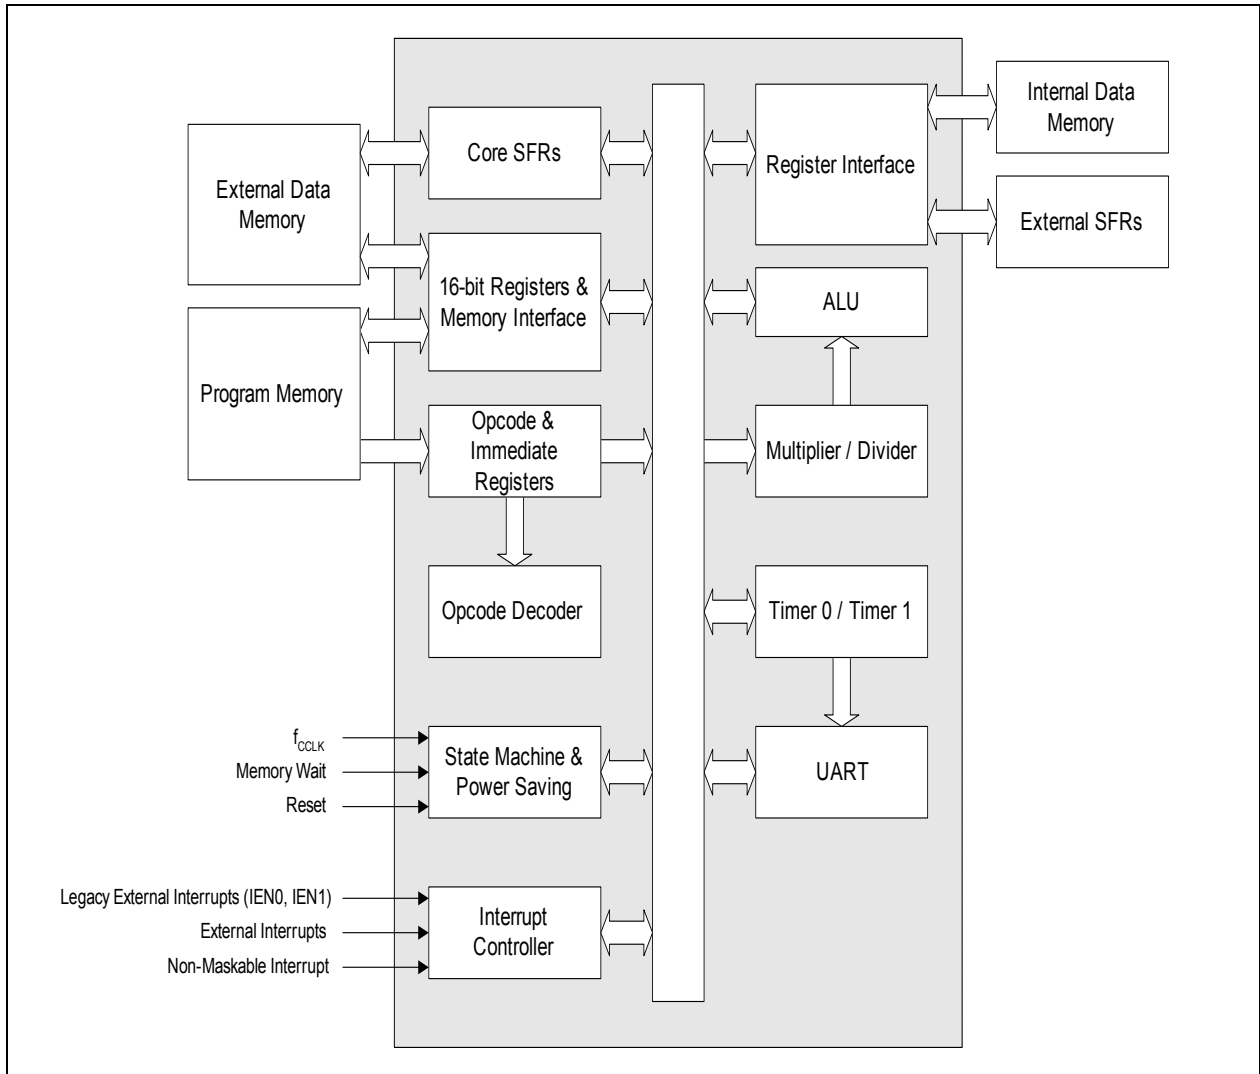 Internal Data
Memory
Core SFRs
Register Interface
External Data
Memory
External SFRs
16-bit Registers &
Memory Interface
ALU
Program Memory
Opcode &
Immediate
Registers
Multiplier / Divider
Opcode Decoder
Timer 0 / Timer 1
fCCLK
Memory Wait
Reset
State Machine &
Power Saving
UART
Legacy External Interrupts (IEN0, IEN1)
External Interrupts
Non-Maskable Interrupt
Interrupt
Controller